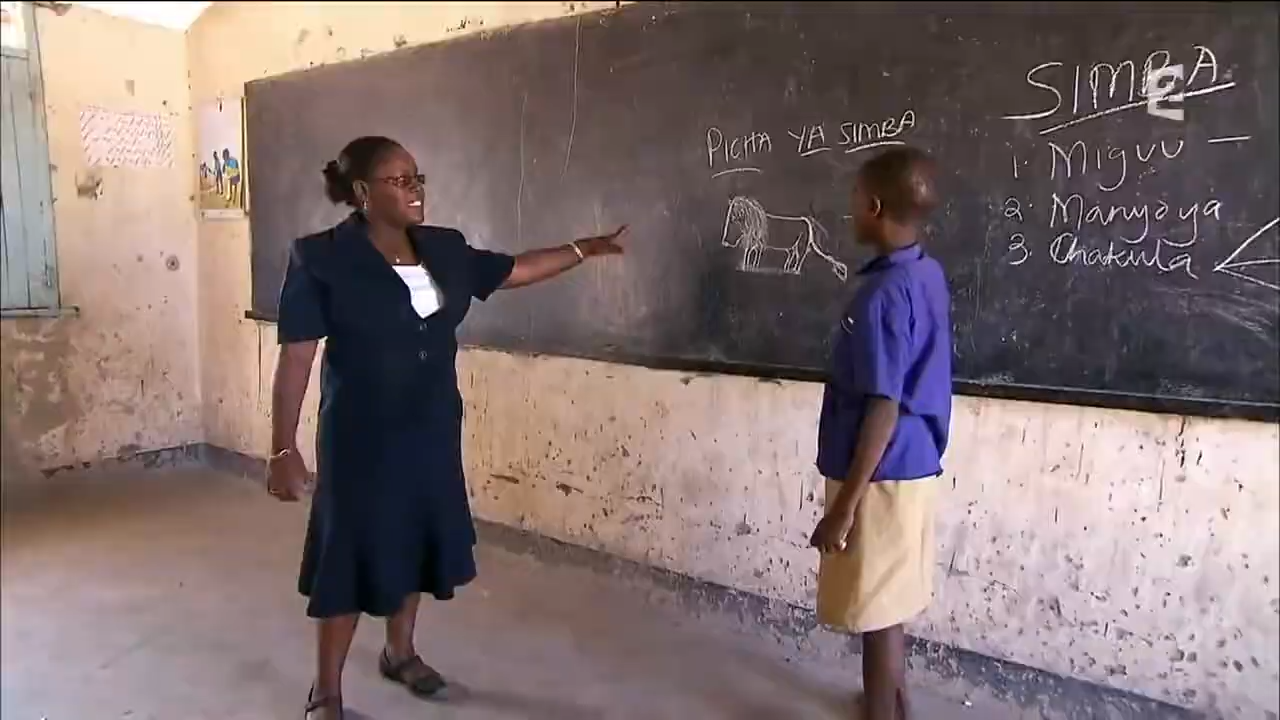 PICHA YA SIMBA
SIMBA
1. Miguu –
2. Manyoya
3. Chakula